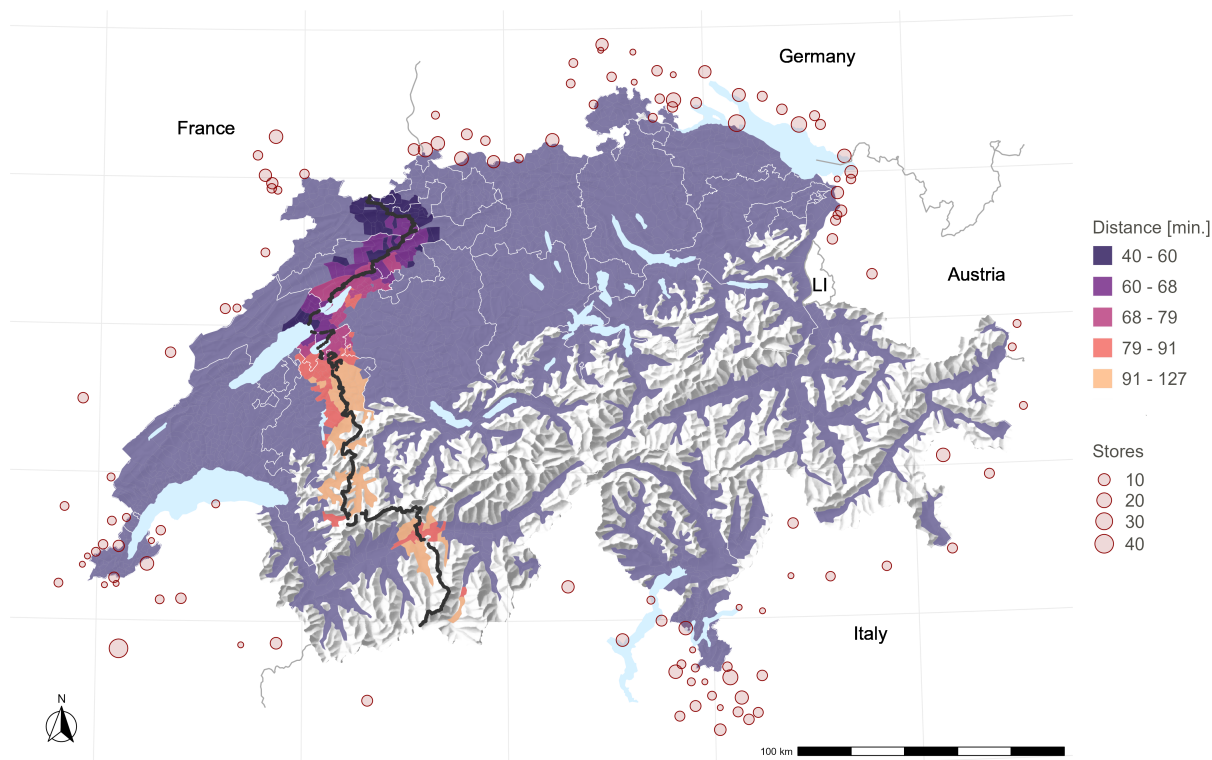 Germany
France
Austria
LI
Italy
N
100 km
Distance [min.]
40 - 60
60 - 68
68 - 79
79 - 91
91 - 127
Stores
10
20
30
40